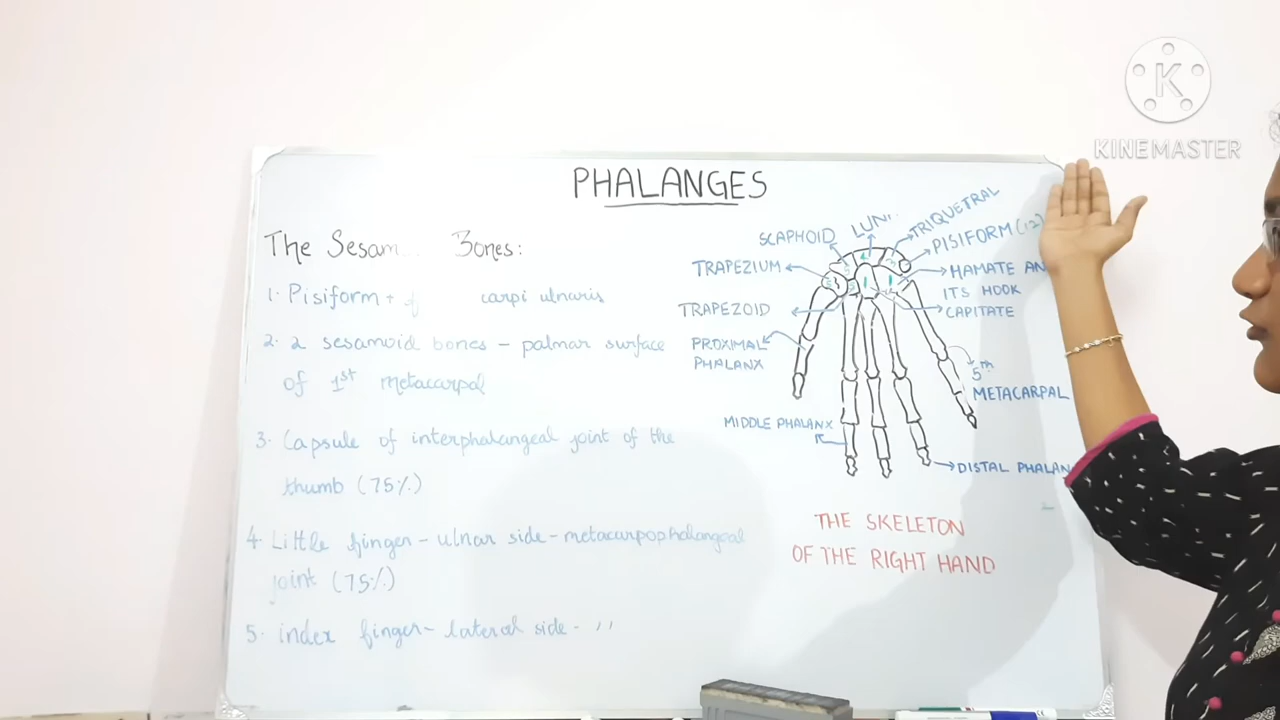 K
KINEMASTER
PHALANGES
The Sesam Bones:
1. Pisiform + of carpi ulnaris
2. 2 sesamoid bones - palmar surface
of 1st metacarpal
3. Capsule of interphalangeal joint of the
thumb (75%)
4. Little finger - ulnar side - metacarpophalangeal
joint (75%)
5. index finger - lateral side - ,,
SCAPHOID
LUN
TRIQUETRAL
PISIFORM (12)
TRAPEZIUM
HAMATE AN
ITS HOOK
TRAPEZOID
CAPITATE
PROXIMAL
PHALANX
5th
METACARPAL
MIDDLE PHALANX
DISTAL PHALAN
THE SKELETON
OF THE RIGHT HAND